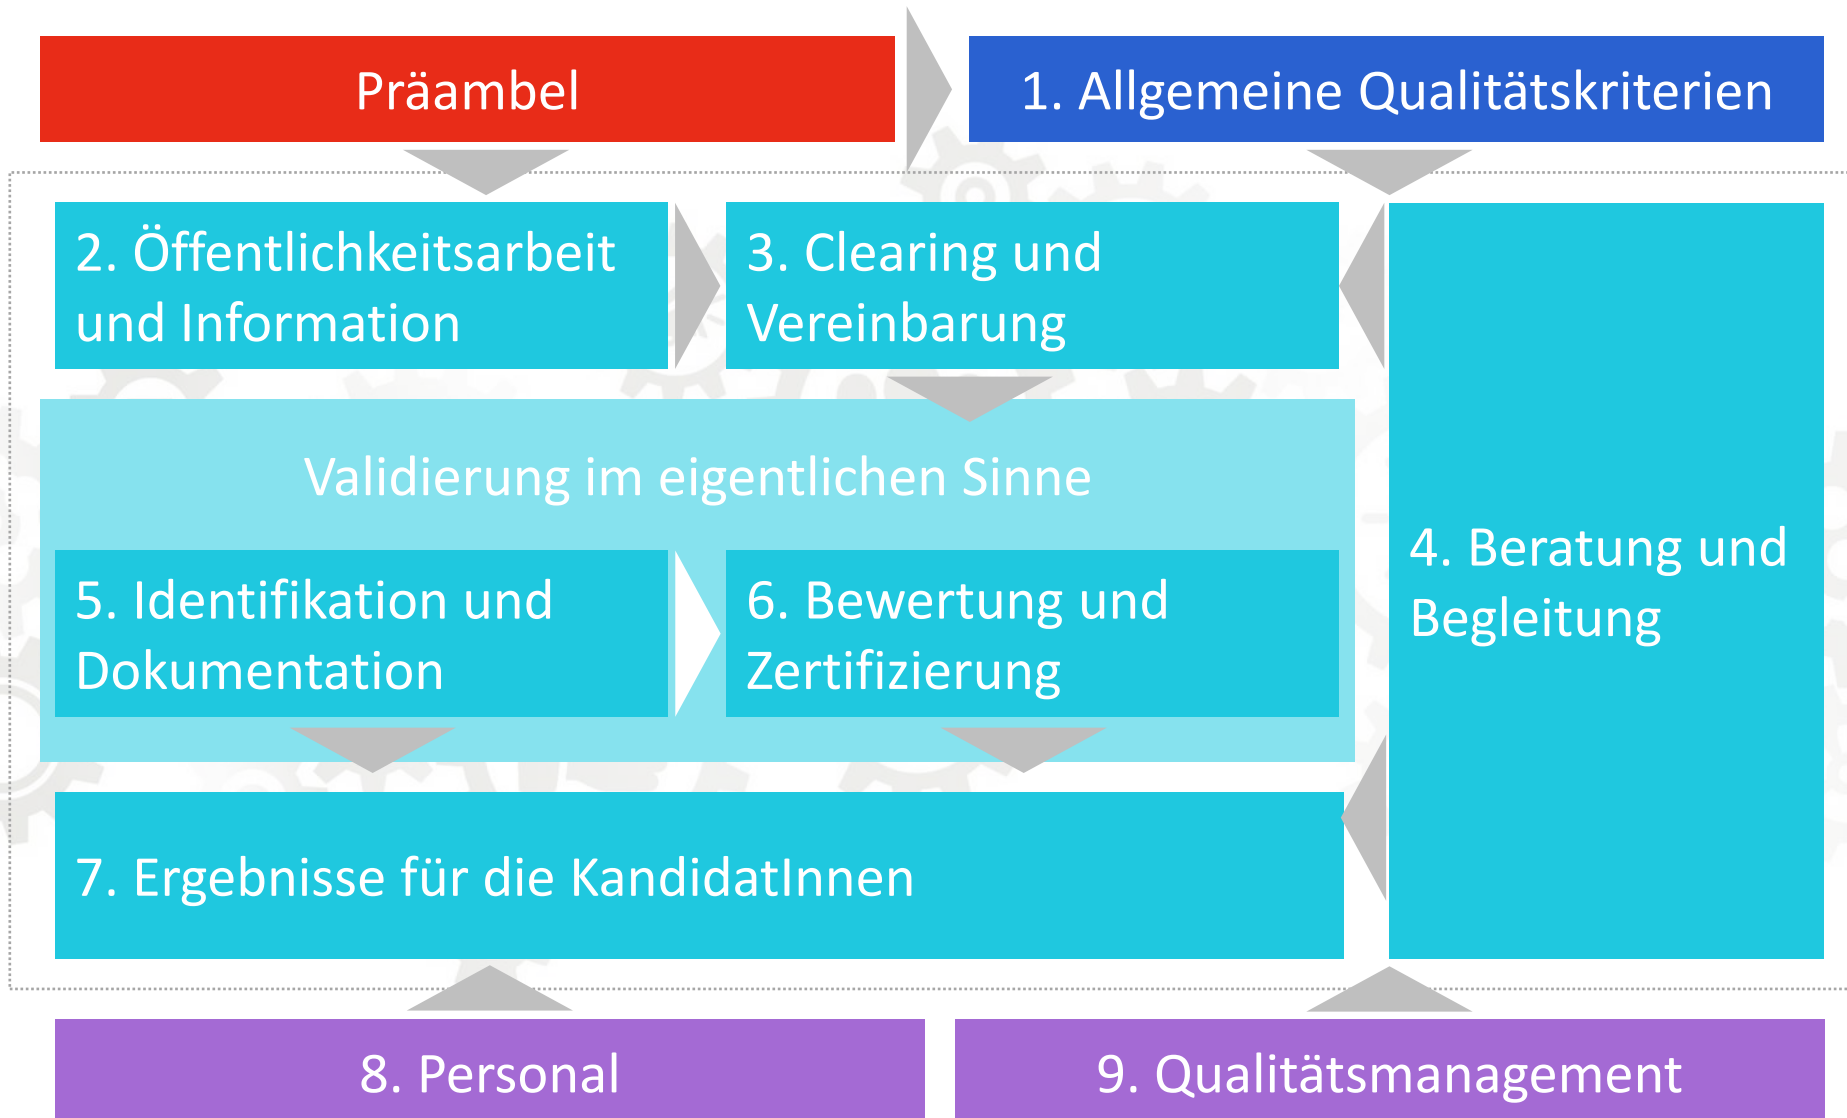 Präambel
1. Allgemeine Qualitätskriterien
2. Öffentlichkeitsarbeit
und Information
3. Clearing und
Vereinbarung
4. Beratung und
Begleitung
Validierung im eigentlichen Sinne
5. Identifikation und
Dokumentation
6. Bewertung und
Zertifizierung
7. Ergebnisse für die KandidatInnen
8. Personal
9. Qualitätsmanagement